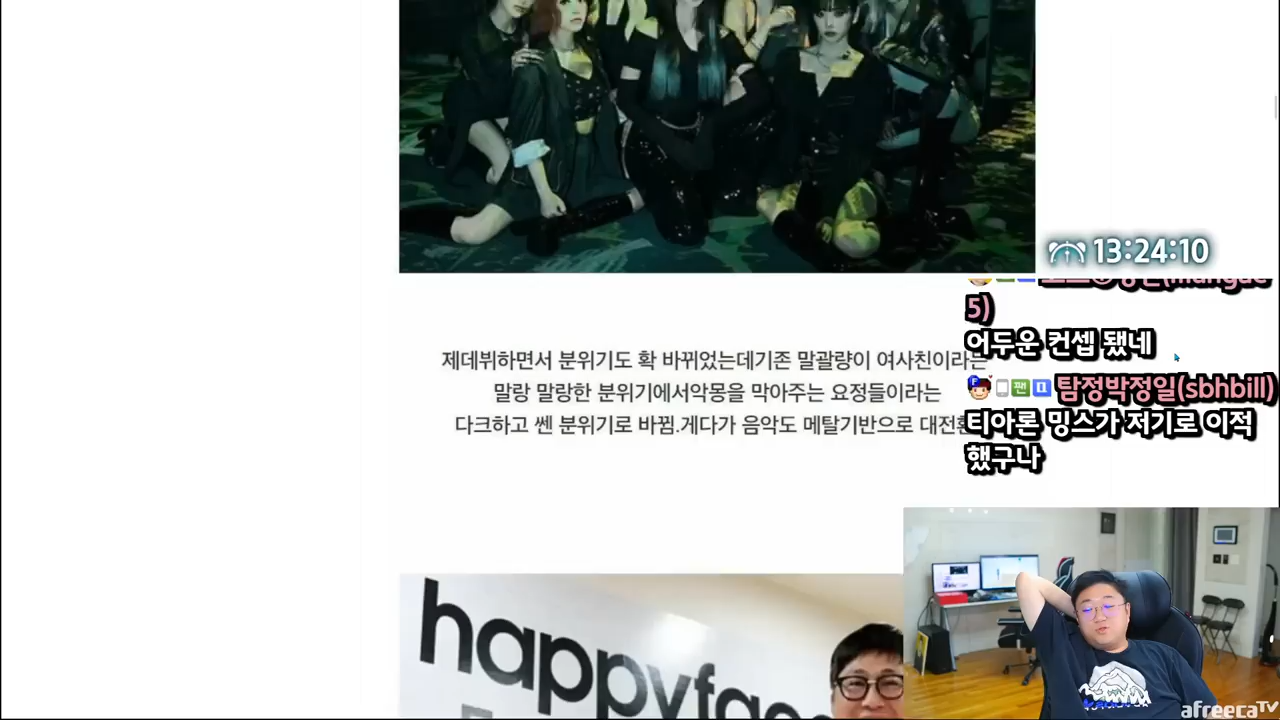 13:24:10
5)
어두운 컨셉 됐네
제데뷔하면서 분위기도 확 바뀌었는데기존 말괄량이 여사친이라는
말랑 말랑한 분위기에서악몽을 막아주는 요정들이라는
다크하고 쎈 분위기로 바뀜.게다가 음악도 메탈기반으로
팬 탐정박정일(sbhbill)
티아론 밍스가 저기로 이적
했구나
happyface
afreecaTV